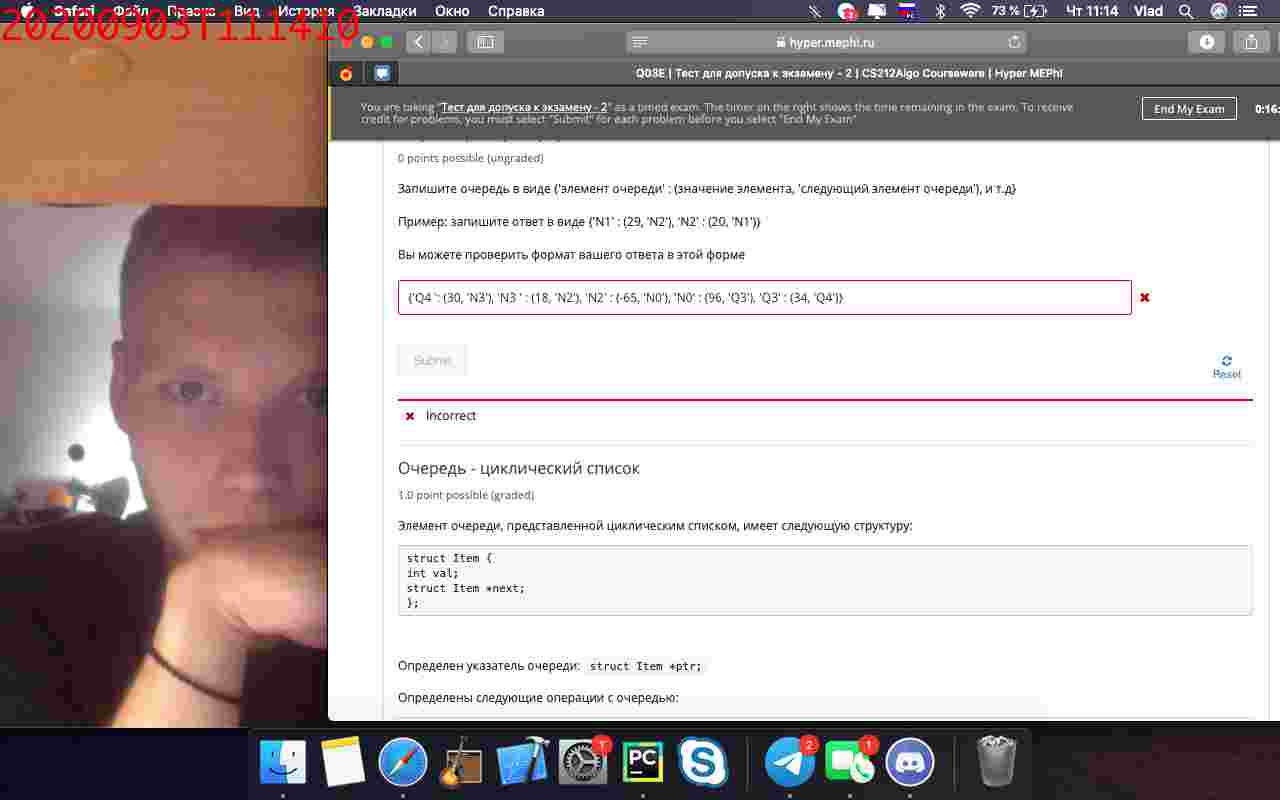 Safari Файл Правка Вид История Закладки Окно Справка 73 % Чт 11:14 Vlad
20200903T111410
hyper.mephi.ru
Q03E | Тест для допуска к экзамену - 2 | CS212Algo Courseware | Hyper MEPhI
You are taking "Тест для допуска к экзамену - 2" as a timed exam. The timer on the right shows the time remaining in the exam. To receive
credit for problems, you must select "Submit" for each problem before you select "End My Exam"
End My Exam
0:16:
0 points possible (ungraded)
Запишите очередь в виде {'элемент очереди' : (значение элемента, 'следующий элемент очереди'), и т.д}
Пример: запишите ответ в виде {'N1' : (29, 'N2'), 'N2' : (20, 'N1')}
Вы можете проверить формат вашего ответа в этой форме
{'Q4 ': (30, 'N3'), 'N3 ' : (18, 'N2'), 'N2' : (-65, 'N0'), 'N0' : (96, 'Q3'), 'Q3' : (34, 'Q4')}
Submit
Reset
Incorrect
Очередь - циклический список
1.0 point possible (graded)
Элемент очереди, представленной циклическим списком, имеет следующую структуру:
struct Item {
int val;
struct Item *next;
};
Определен указатель очереди: struct Item *ptr;
Определены следующие операции с очередью:
PC
2
1